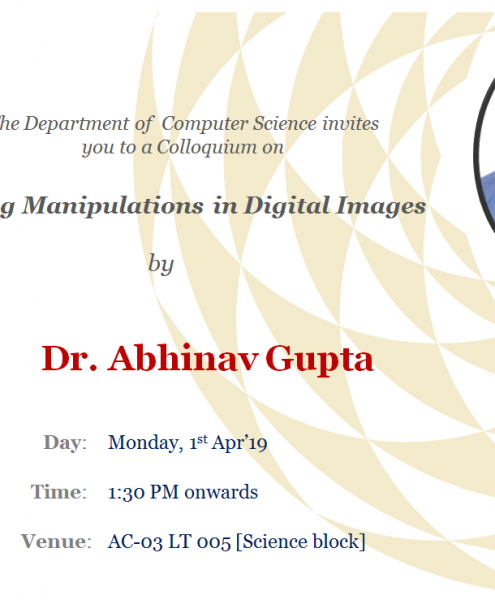 he Department of Computer Science invites
you to a Colloquium on
g Manipulations in Digital Images
by
Dr. Abhinav Gupta
Day: Monday, 1st Apr'19
Time: 1:30 PM onwards
Venue: AC-03 LT 005 [Science block]